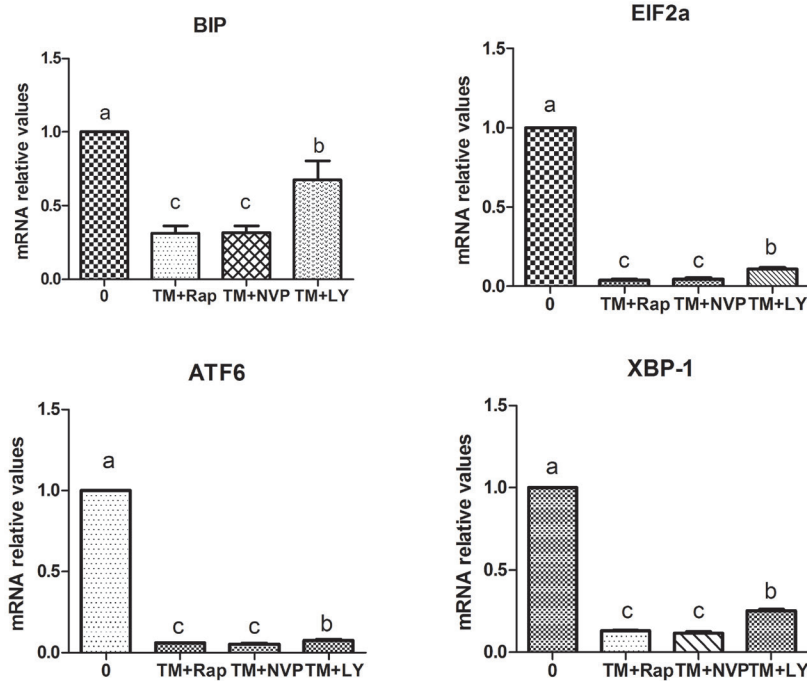 BIP
mRNA relative values
1.5
1.0
0.5
0.0
a
c
c
b
0 TM+Rap TM+NVP TM+LY
EIF2a
mRNA relative values
1.5
1.0
0.5
0.0
a
c
c
b
0 TM+Rap TM+NVP TM+LY
ATF6
mRNA relative values
1.5
1.0
0.5
0.0
a
c
c
b
0 TM+Rap TM+NVP TM+LY
XBP-1
mRNA relative values
1.5
1.0
0.5
0.0
a
c
c
b
0 TM+Rap TM+NVP TM+LY